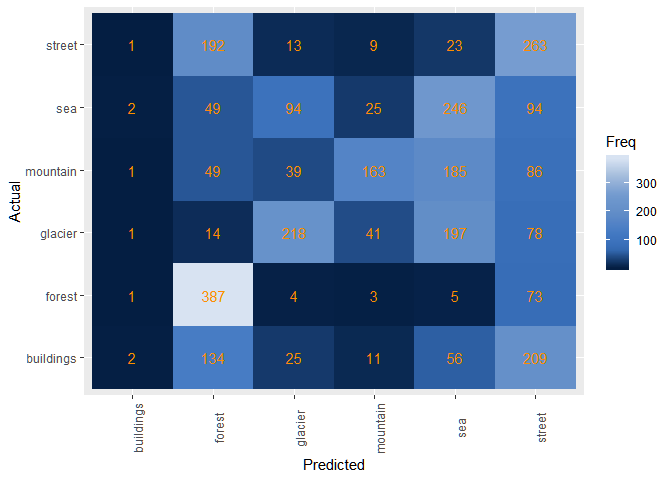 street 1 192 13 9 23 263
sea 2 49 94 25 246 94
mountain 1 49 39 163 185 86
glacier 1 14 218 41 197 78
forest 1 387 4 3 5 73
buildings 2 134 25 11 56 209
Actual
buildings forest glacier mountain sea street
Predicted
Freq
300
200
100